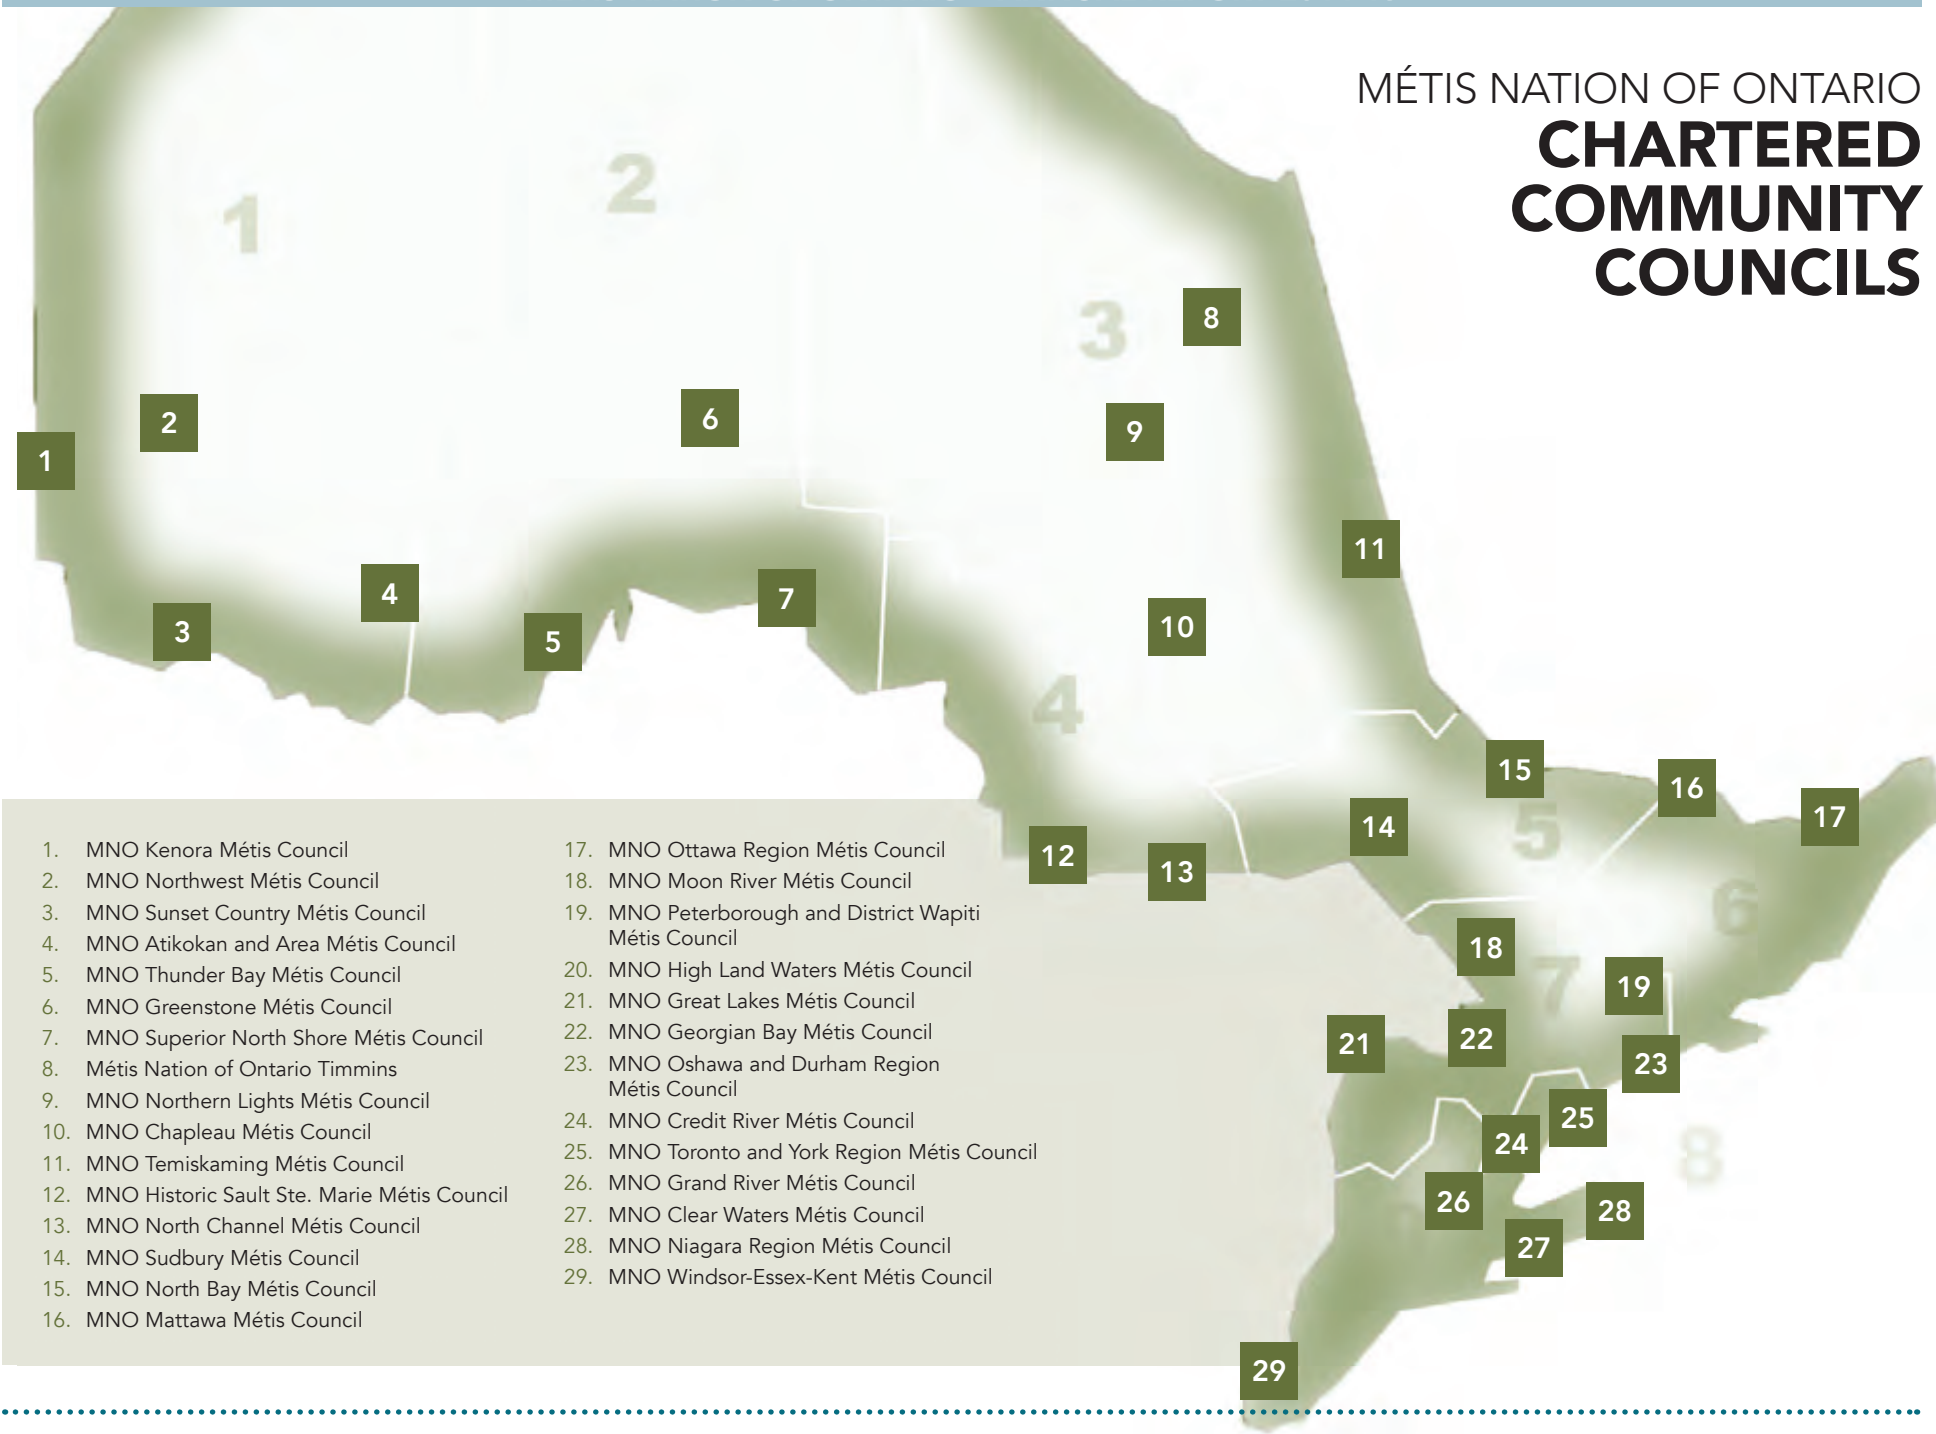 MÉTIS NATION OF ONTARIO
CHARTERED
COMMUNITY
COUNCILS
1
2
3
4
5
6
7
8
1
2
3
4
5
6
7
8
9
10
11
12
13
14
15
16
17
18
19
20
21
22
23
24
25
26
27
28
29
1. MNO Kenora Métis Council
2. MNO Northwest Métis Council
3. MNO Sunset Country Métis Council
4. MNO Atikokan and Area Métis Council
5. MNO Thunder Bay Métis Council
6. MNO Greenstone Métis Council
7. MNO Superior North Shore Métis Council
8. Métis Nation of Ontario Timmins
9. MNO Northern Lights Métis Council
10. MNO Chapleau Métis Council
11. MNO Temiskaming Métis Council
12. MNO Historic Sault Ste. Marie Métis Council
13. MNO North Channel Métis Council
14. MNO Sudbury Métis Council
15. MNO North Bay Métis Council
16. MNO Mattawa Métis Council
17. MNO Ottawa Region Métis Council
18. MNO Moon River Métis Council
19. MNO Peterborough and District Wapiti
Métis Council
20. MNO High Land Waters Métis Council
21. MNO Great Lakes Métis Council
22. MNO Georgian Bay Métis Council
23. MNO Oshawa and Durham Region
Métis Council
24. MNO Credit River Métis Council
25. MNO Toronto and York Region Métis Council
26. MNO Grand River Métis Council
27. MNO Clear Waters Métis Council
28. MNO Niagara Region Métis Council
29. MNO Windsor-Essex-Kent Métis Council